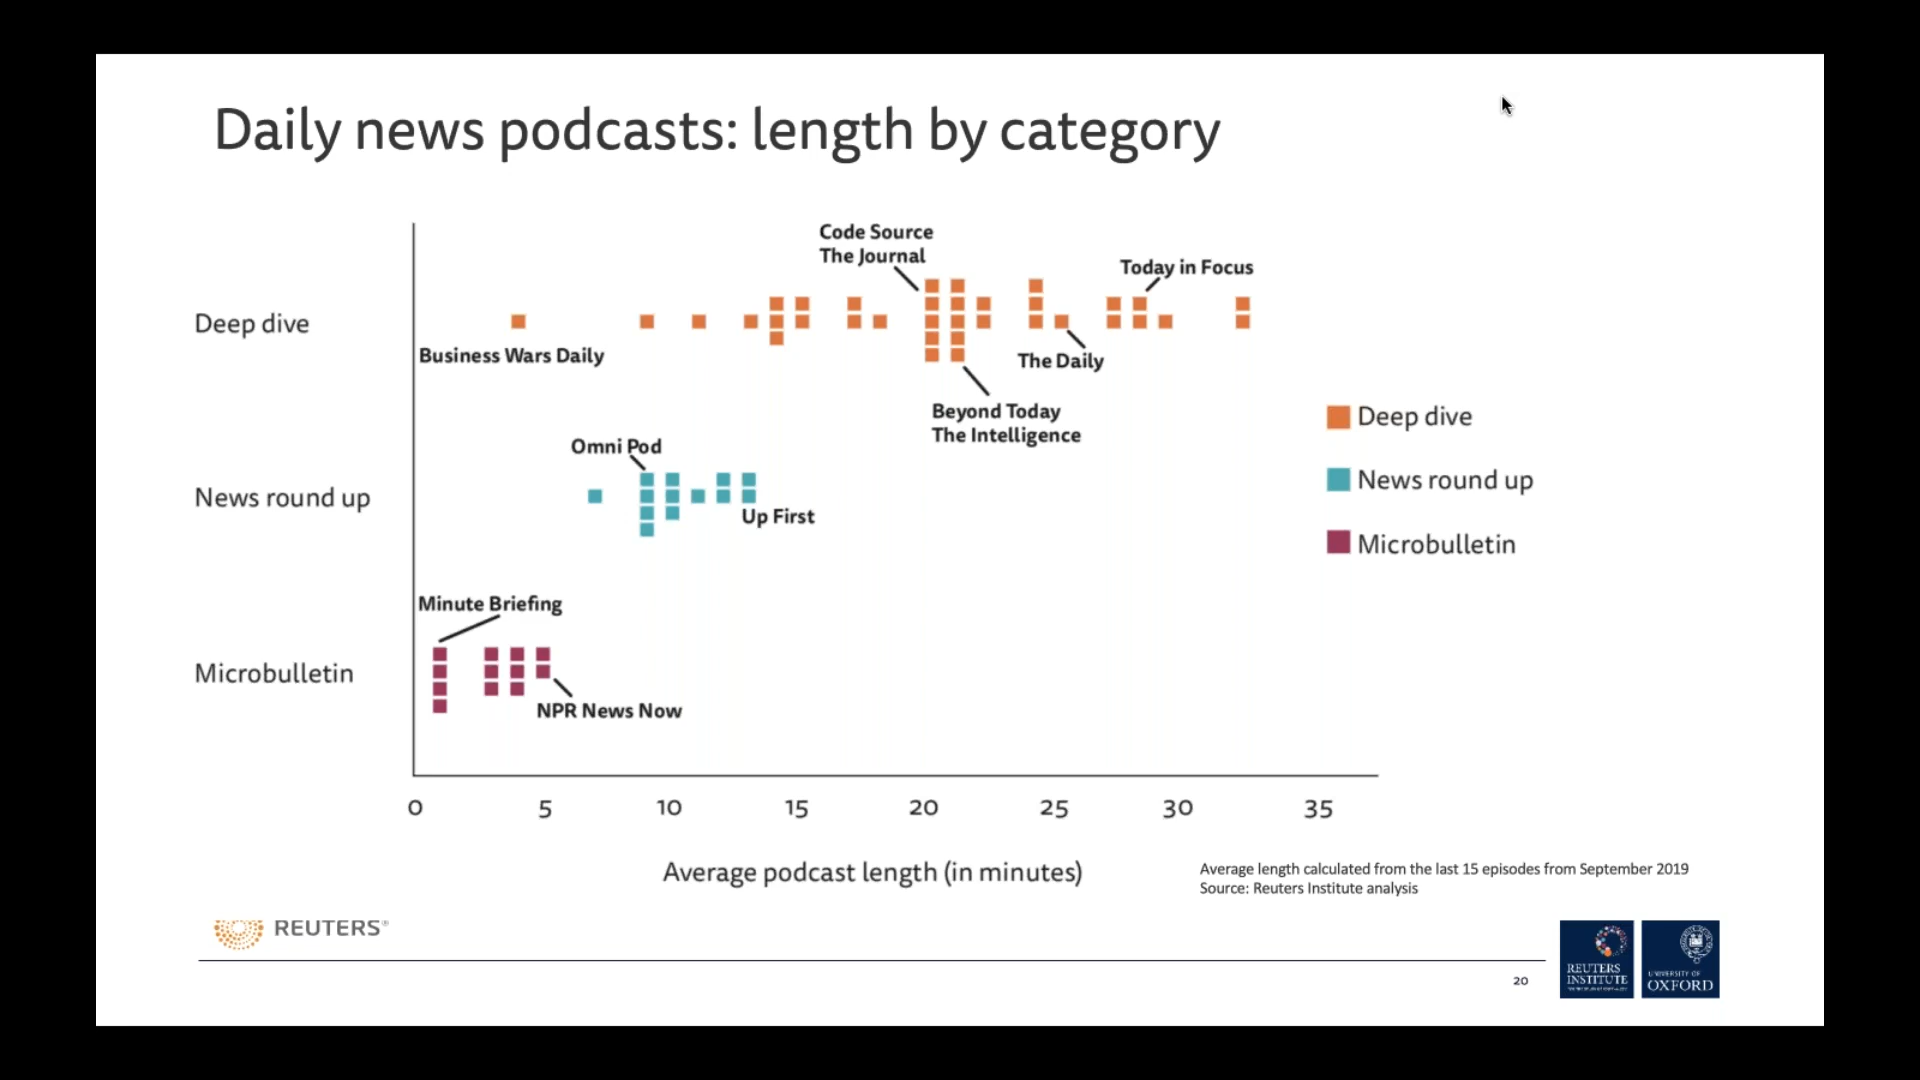 Daily news podcasts: length by category
Code Source
The Journal
Today in Focus
Deep dive
Business Wars Daily
The Daily
Beyond Today
The Intelligence
Deep dive
Omni Pod
News round up
News round up
Up First
Microbulletin
Minute Briefing
Microbulletin
NPR News Now
0 5 10 15 20 25 30 35
Average podcast length (in minutes)
Average length calculated from the last 15 episodes from September 2019
Source: Reuters Institute analysis
REUTERS®
20
REUTERS
INSTITUTE
UNIVERSITY OF
OXFORD